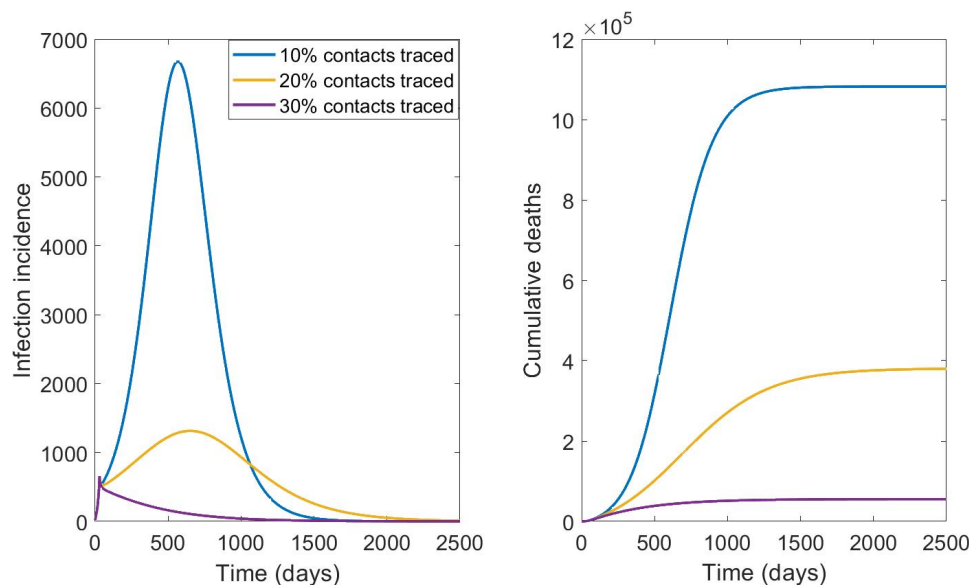 7000
6000
5000
4000
3000
2000
1000
0
Infection incidence
0 500 1000 1500 2000 2500
Time (days)
10% contacts traced
20% contacts traced
30% contacts traced
×10⁵
12
10
8
6
4
2
0
Cumulative deaths
0 500 1000 1500 2000 2500
Time (days)